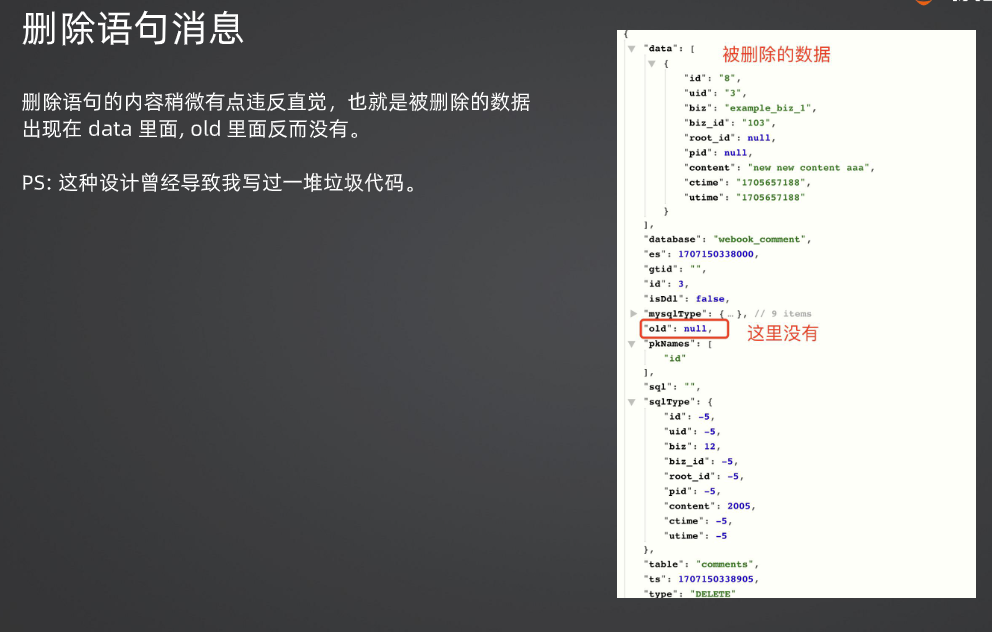 删除语句消息
删除语句的内容稍微有点违反直觉，也就是被删除的数据
出现在 data 里面, old 里面反而没有。
PS: 这种设计曾经导致我写过一堆垃圾代码。
{
"data": [
被删除的数据
{
"id": "8",
"uid": "3",
"biz": "example_biz_1",
"biz_id": "103",
"root_id": null,
"pid": null,
"content": "new new content aaa",
"ctime": "1705657188",
"utime": "1705657188"
}
],
"database": "webook_comment",
"es": 1707150338000,
"gtid": "",
"id": 3,
"isDdl": false,
"mysqlType": {…}, // 9 items
"old": null,
这里没有
"pkNames": [
"id"
],
"sql": "",
"sqlType": {
"id": -5,
"uid": -5,
"biz": 12,
"biz_id": -5,
"root_id": -5,
"pid": -5,
"content": 2005,
"ctime": -5,
"utime": -5
},
"table": "comments",
"ts": 1707150338905,
"type": "DELETE"